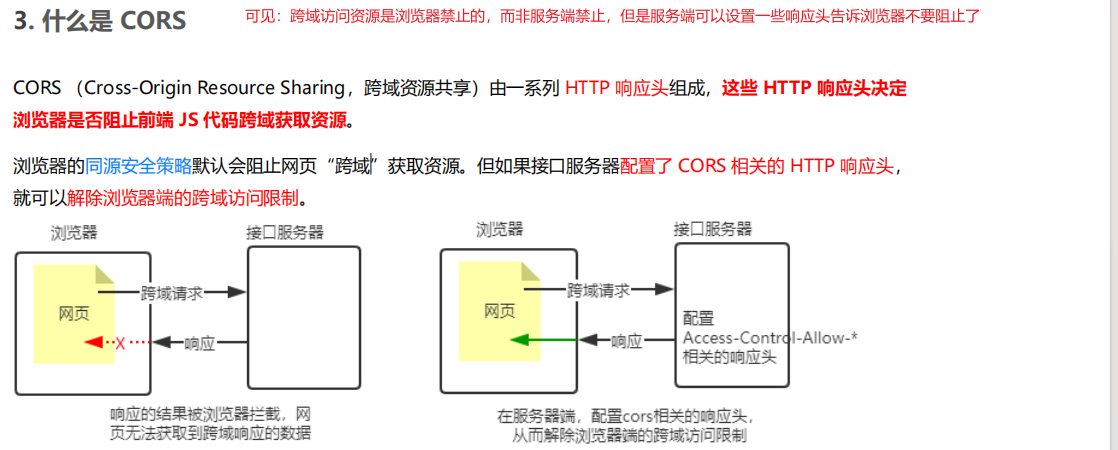 3. 什么是 CORS
可见：跨域访问资源是浏览器禁止的，而非服务端禁止，但是服务端可以设置一些响应头告诉浏览器不要阻止了
CORS （Cross-Origin Resource Sharing，跨域资源共享）由一系列 HTTP 响应头组成，这些 HTTP 响应头决定
浏览器是否阻止前端 JS 代码跨域获取资源。
浏览器的同源安全策略默认会阻止网页“跨域”获取资源。但如果接口服务器配置了 CORS 相关的 HTTP 响应头，
就可以解除浏览器端的跨域访问限制。
浏览器
接口服务器
跨域请求
网页
X
响应
响应的结果被浏览器拦截，网
页无法获取到跨域响应的数据
浏览器
接口服务器
跨域请求
网页
响应
配置
Access-Control-Allow-*
相关的响应头
在服务器端，配置cors相关的响应头，
从而解除浏览器端的跨域访问限制